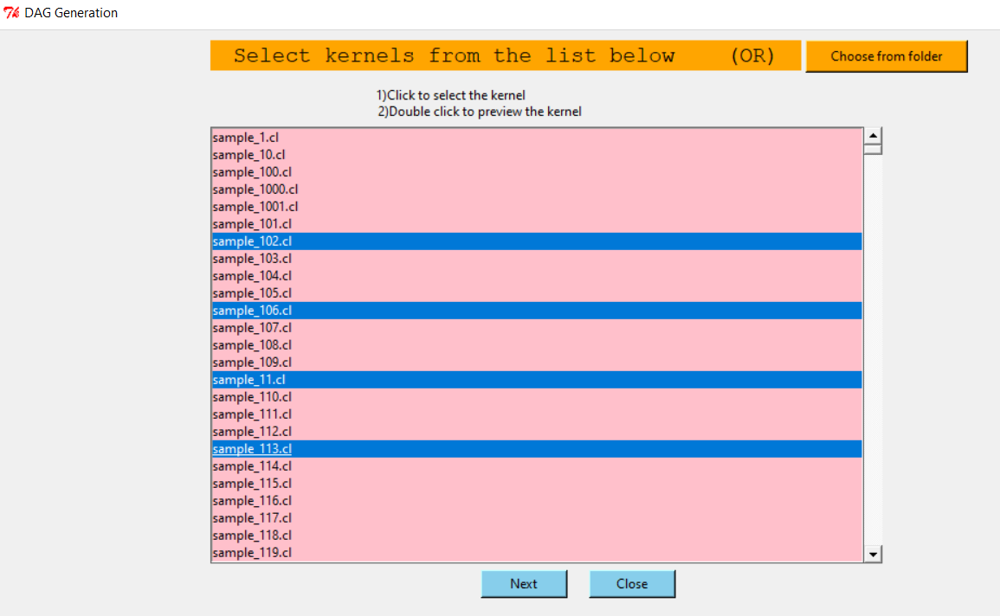 DAG Generation
Select kernels from the list below (OR) Choose from folder
1)Click to select the kernel
2)Double click to preview the kernel
sample_1.cl
sample_10.cl
sample_100.cl
sample_1000.cl
sample_1001.cl
sample_101.cl
sample_102.cl
sample_103.cl
sample_104.cl
sample_105.cl
sample_106.cl
sample_107.cl
sample_108.cl
sample_109.cl
sample_11.cl
sample_110.cl
sample_111.cl
sample_112.cl
sample_113.cl
sample_114.cl
sample_115.cl
sample_116.cl
sample_117.cl
sample_118.cl
sample_119.cl
Next Close